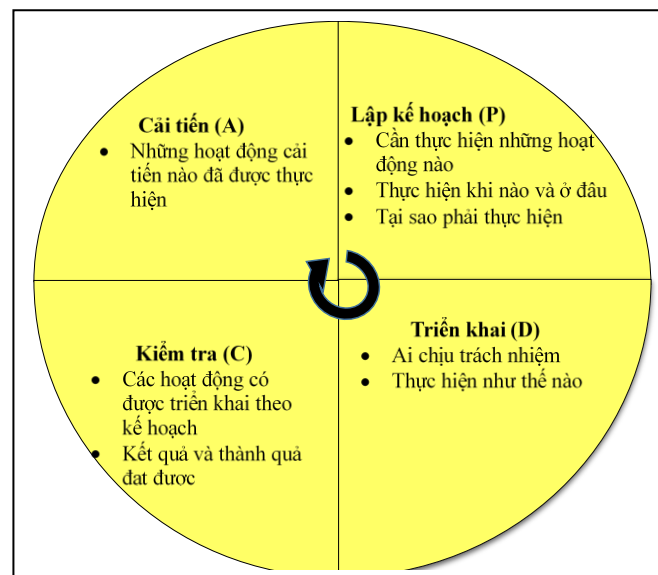 Cải tiến (A)
• Những hoạt động cải
tiến nào đã được thực
hiện
Lập kế hoạch (P)
• Cần thực hiện những hoạt
động nào
• Thực hiện khi nào và ở đâu
• Tại sao phải thực hiện
Triển khai (D)
• Ai chịu trách nhiệm
• Thực hiện như thế nào
Kiểm tra (C)
• Các hoạt động có
được triển khai theo
kế hoạch
• Kết quả và thành quả
đạt được